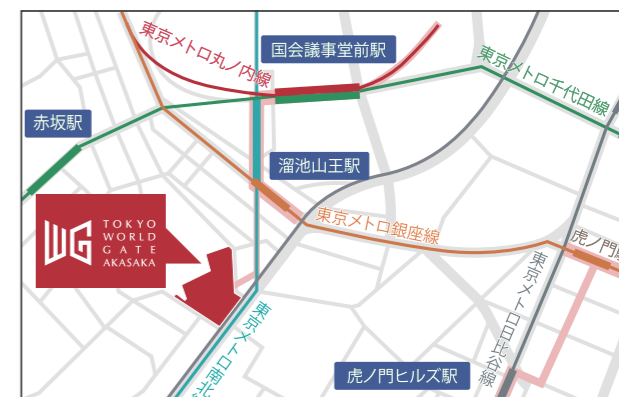 東京メトロ丸ノ内線
国会議事堂前駅
東京メトロ千代田線
赤坂駅
溜池山王駅
東京メトロ銀座線
TOKYO
WORLD
GATE
AKASAKA
WG
虎ノ門
東京メトロ日比谷線
東京メトロ南北
虎ノ門ヒルズ駅